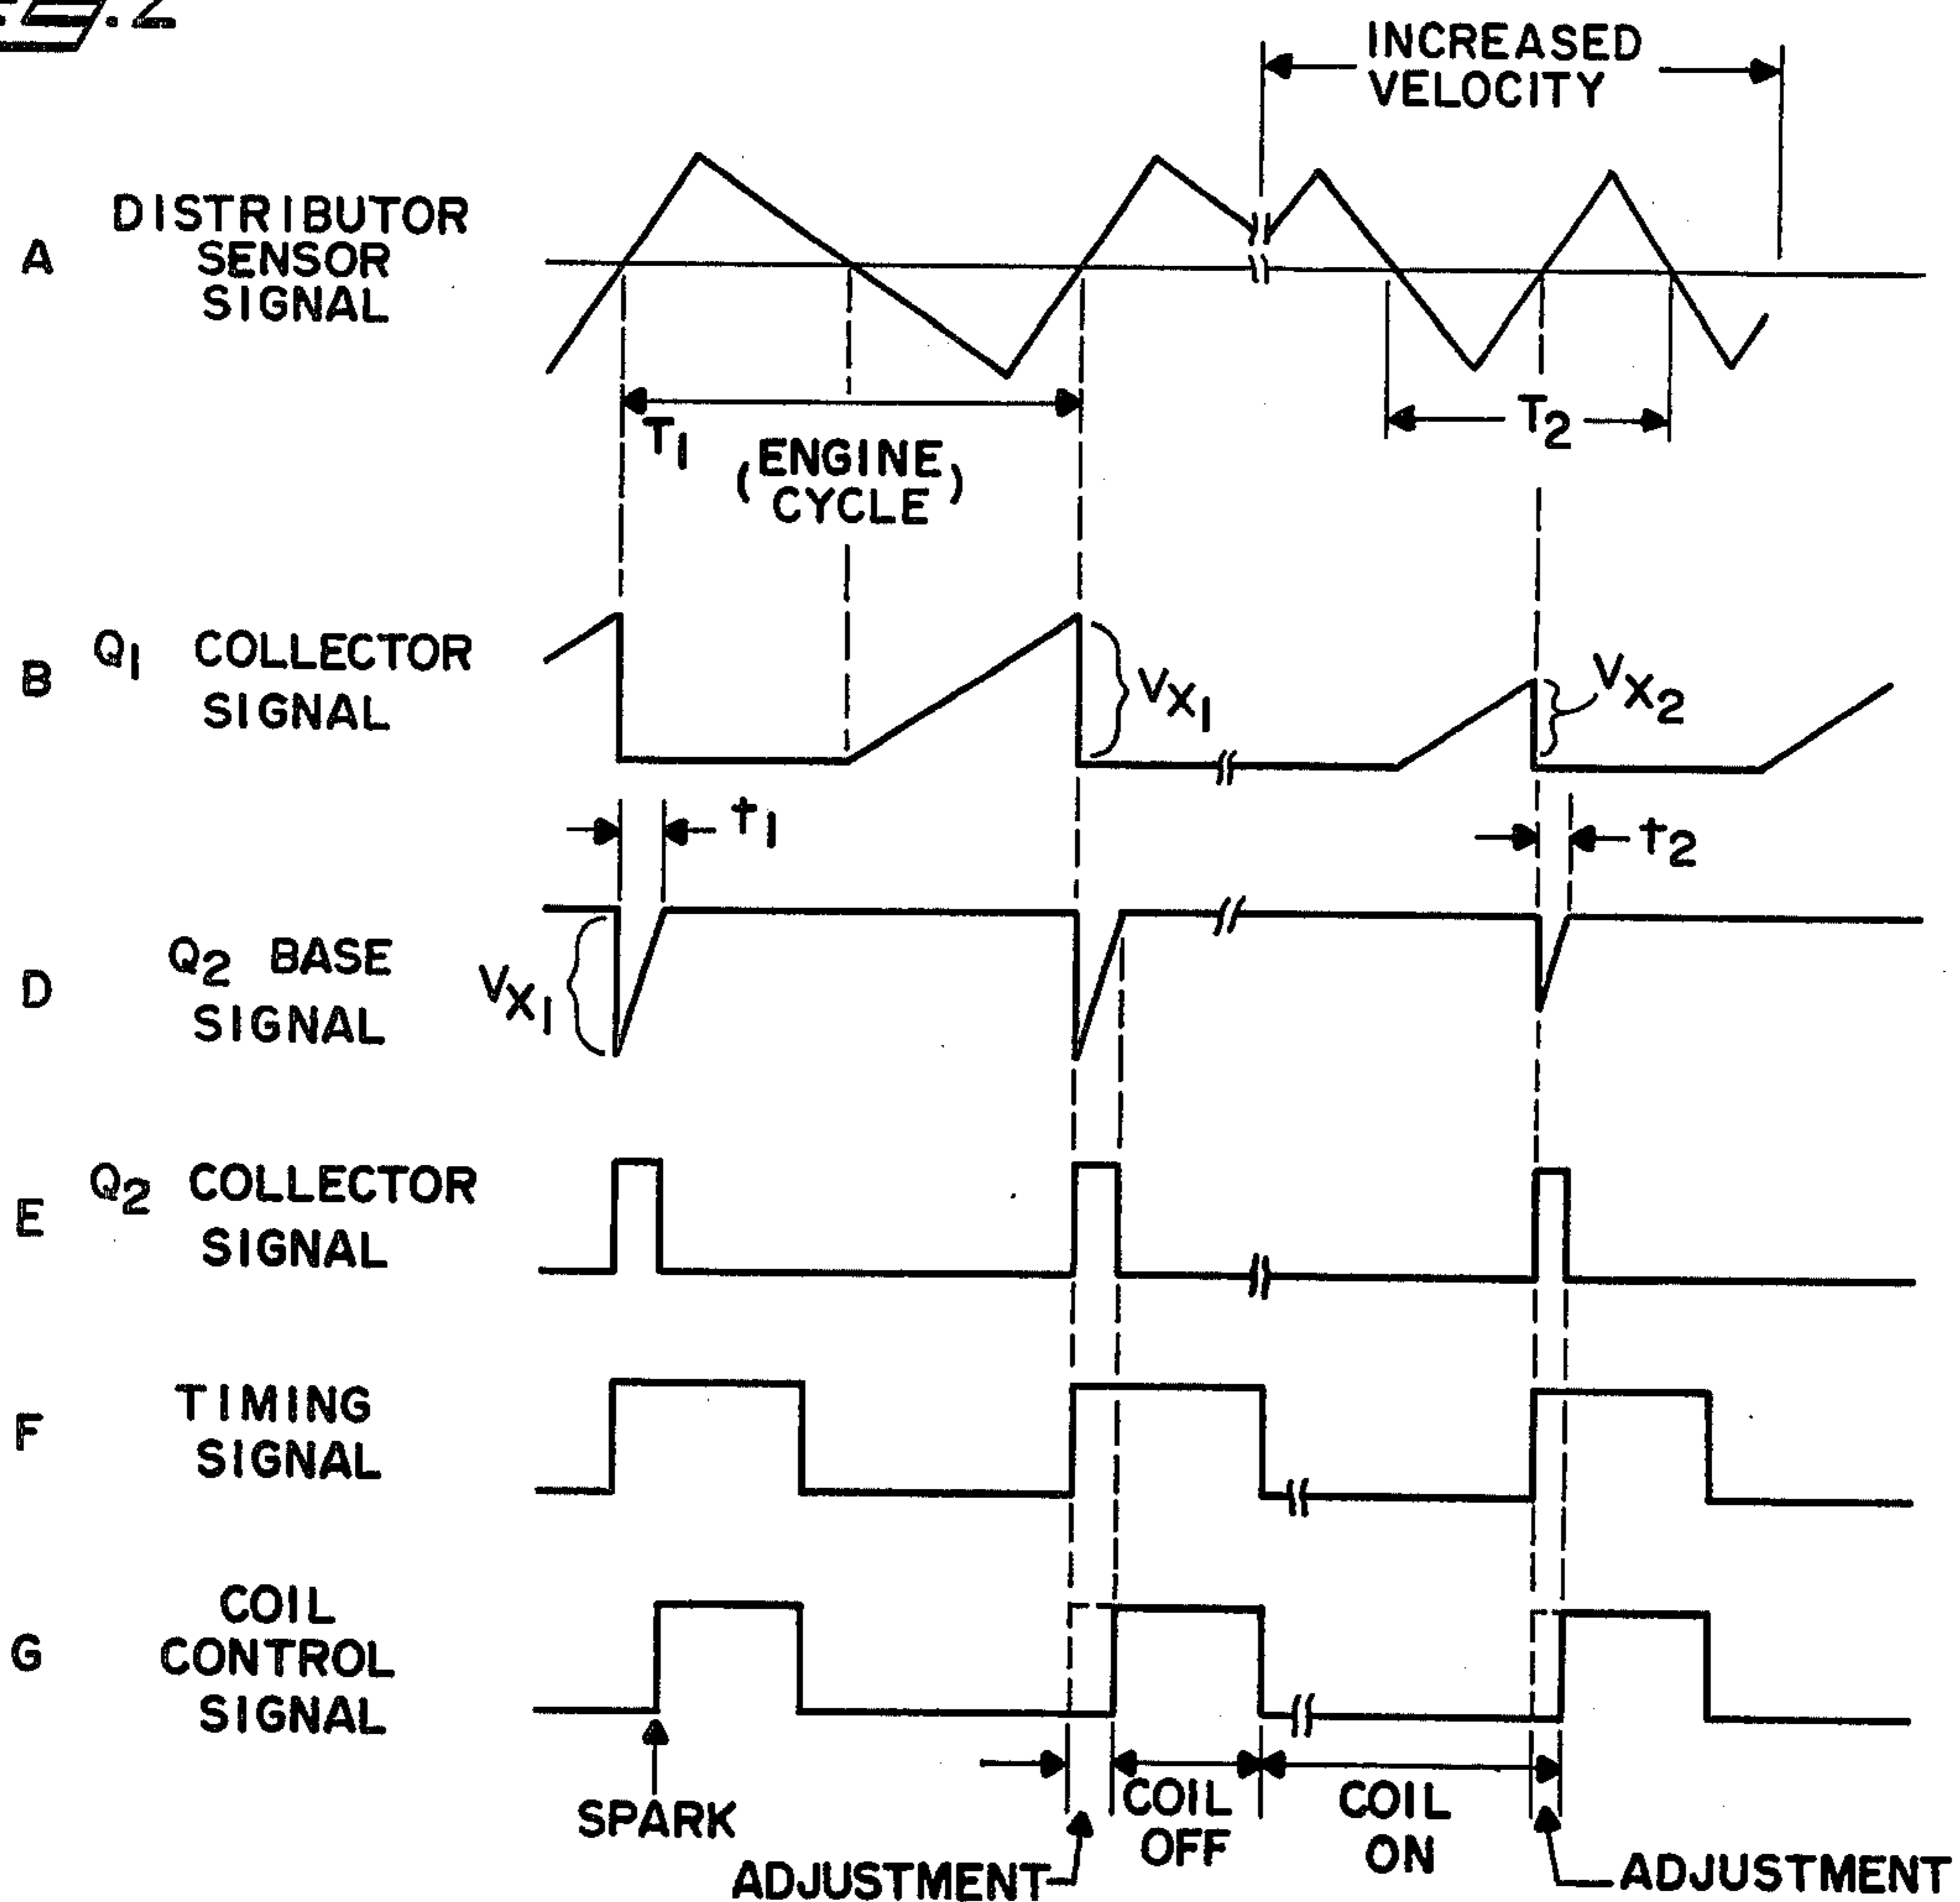 .2
INCREASED
VELOCITY
A
DISTRIBUTOR
SENSOR
SIGNAL
T1
T2
(ENGINE)
CYCLE
B
Q1 COLLECTOR
SIGNAL
VX1
VX2
t1
t2
D
Q2 BASE
SIGNAL
VX1
E
Q2 COLLECTOR
SIGNAL
F
TIMING
SIGNAL
G
COIL
CONTROL
SIGNAL
SPARK
ADJUSTMENT
COIL
OFF
COIL
ON
ADJUSTMENT